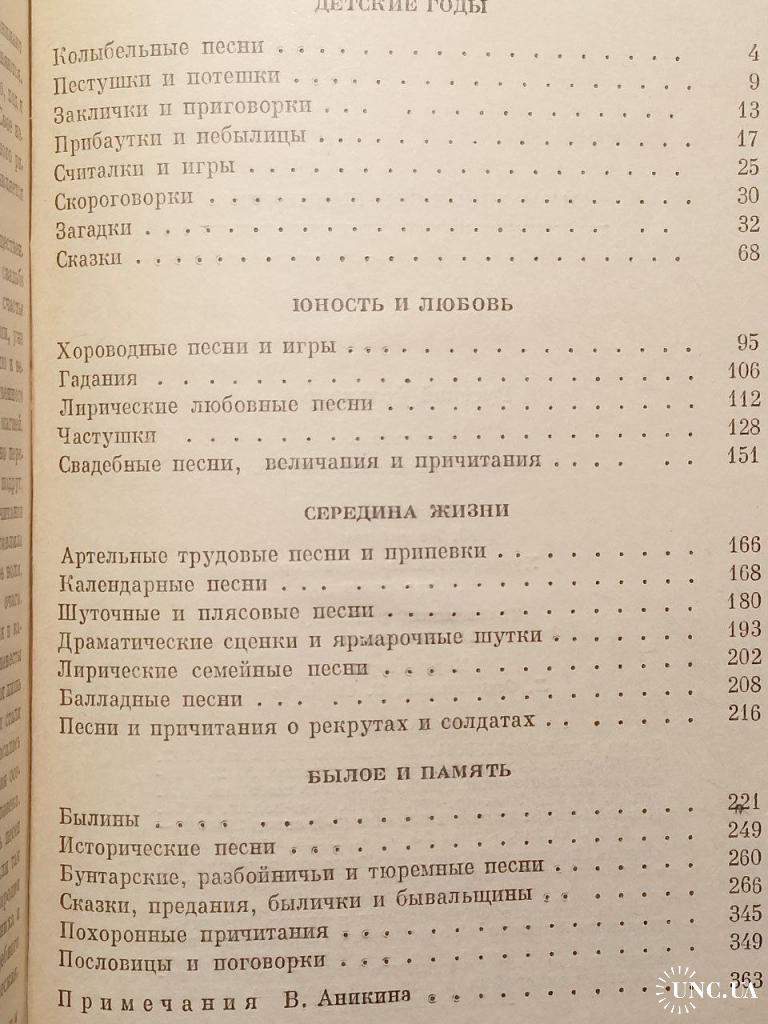 ДЕТСКИЕ ГОДЫ
Колыбельные песни . . . . . . . . . . . . . . . 4
Пестушки и потешки . . . . . . . . . . . . . . 9
Заклички и приговорки . . . . . . . . . . . . . 13
Прибаутки и небылицы . . . . . . . . . . . . . 17
Считалки и игры . . . . . . . . . . . . . . . . 25
Скороговорки . . . . . . . . . . . . . . . . . 30
Загадки . . . . . . . . . . . . . . . . . . . 32
Сказки . . . . . . . . . . . . . . . . . . . . 68
ЮНОСТЬ И ЛЮБОВЬ
Хороводные песни и игры . . . . . . . . . . . . 95
Гадания . . . . . . . . . . . . . . . . . . . 106
Лирические любовные песни . . . . . . . . . . . 112
Частушки . . . . . . . . . . . . . . . . . . 128
Свадебные песни, величания и причитания . . . . . . 151
СЕРЕДИНА ЖИЗНИ
Артельные трудовые песни и припевки . . . . . . . 166
Календарные песни . . . . . . . . . . . . . . . 168
Шуточные и плясовые песни . . . . . . . . . . . 180
Драматические сценки и ярмарочные шутки . . . . . . 193
Лирические семейные песни . . . . . . . . . . . 202
Балладные песни . . . . . . . . . . . . . . . . 208
Песни и причитания о рекрутах и солдатах . . . . . . 216
БЫЛОЕ И ПАМЯТЬ
Былины . . . . . . . . . . . . . . . . . . . 221
Исторические песни . . . . . . . . . . . . . . 249
Бунтарские, разбойничьи и тюремные песни . . . . . . 260
Сказки, предания, былички и бывальщины . . . . . . 266
Похоронные причитания . . . . . . . . . . . . . 345
Пословицы и поговорки . . . . . . . . . . . . . 349
Примечания В. Аникина . . . . . . . . . . 363
UNC.UA